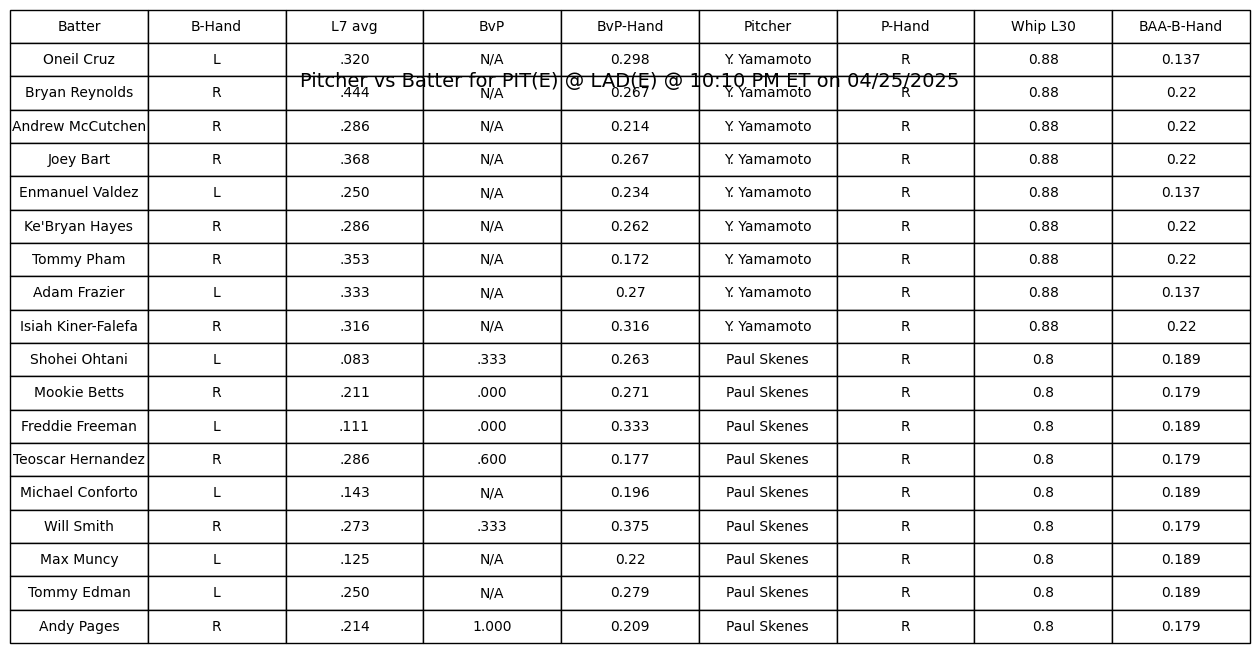 Batter B-Hand L7 avg BvP BvP-Hand Pitcher P-Hand Whip L30 BAA-B-Hand
Oneil Cruz L .320 N/A 0.298 Y. Yamamoto R 0.88 0.137
Pitcher vs Batter for PIT(E) @ LAD(E) @ 10:10 PM ET on 04/25/2025
Bryan Reynolds R .444 N/A 0.267 Y. Yamamoto R 0.88 0.22
Andrew McCutchen R .286 N/A 0.214 Y. Yamamoto R 0.88 0.22
Joey Bart R .368 N/A 0.267 Y. Yamamoto R 0.88 0.22
Enmanuel Valdez L .250 N/A 0.234 Y. Yamamoto R 0.88 0.137
Ke'Bryan Hayes R .286 N/A 0.262 Y. Yamamoto R 0.88 0.22
Tommy Pham R .353 N/A 0.172 Y. Yamamoto R 0.88 0.22
Adam Frazier L .333 N/A 0.27 Y. Yamamoto R 0.88 0.137
Isiah Kiner-Falefa R .316 N/A 0.316 Y. Yamamoto R 0.88 0.22
Shohei Ohtani L .083 .333 0.263 Paul Skenes R 0.8 0.189
Mookie Betts R .211 .000 0.271 Paul Skenes R 0.8 0.179
Freddie Freeman L .111 .000 0.333 Paul Skenes R 0.8 0.189
Teoscar Hernandez R .286 .600 0.177 Paul Skenes R 0.8 0.179
Michael Conforto L .143 N/A 0.196 Paul Skenes R 0.8 0.189
Will Smith R .273 .333 0.375 Paul Skenes R 0.8 0.179
Max Muncy L .125 N/A 0.22 Paul Skenes R 0.8 0.189
Tommy Edman L .250 N/A 0.279 Paul Skenes R 0.8 0.189
Andy Pages R .214 1.000 0.209 Paul Skenes R 0.8 0.179